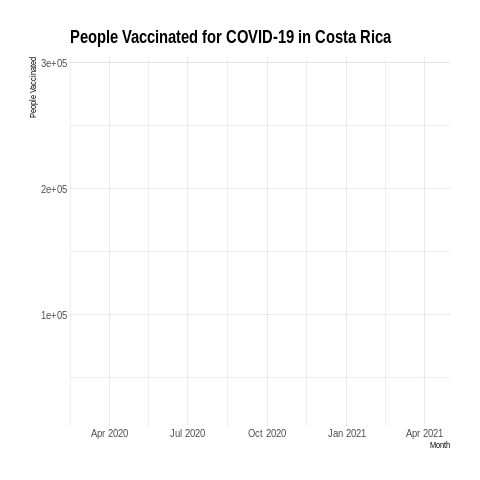 People Vaccinated for COVID-19 in Costa Rica
People Vaccinated
3e+05
2e+05
1e+05
Apr 2020 Jul 2020 Oct 2020 Jan 2021 Apr 2021
Month